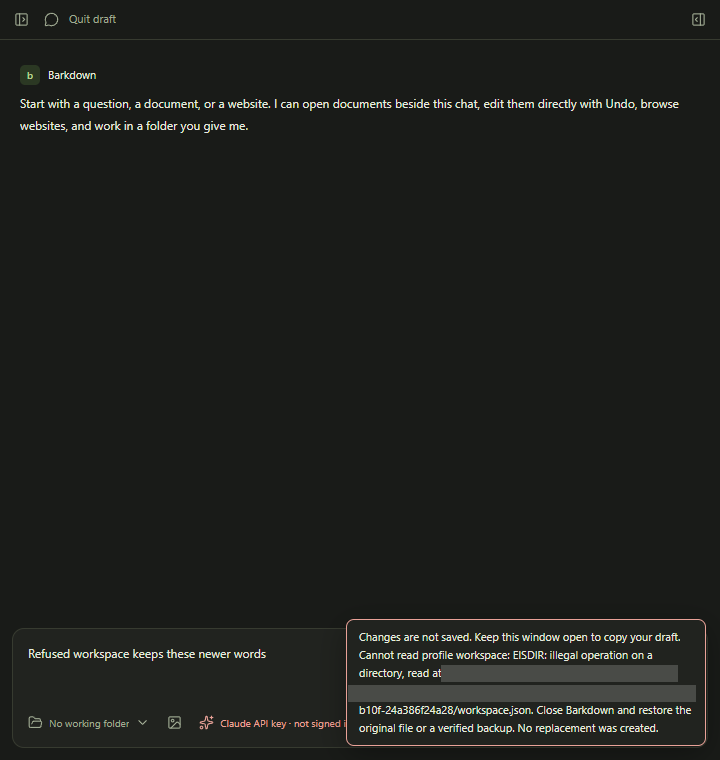 Quit draft
b Barkdown
Start with a question, a document, or a website. I can open documents beside this chat, edit them directly with Undo, browse
websites, and work in a folder you give me.
Refused workspace keeps these newer words
No working folder
Claude API key · not signed i
Changes are not saved. Keep this window open to copy your draft.
Cannot read profile workspace: EISDIR: illegal operation on a
directory, read at
b10f-24a386f24a28/workspace.json. Close Barkdown and restore the
original file or a verified backup. No replacement was created.